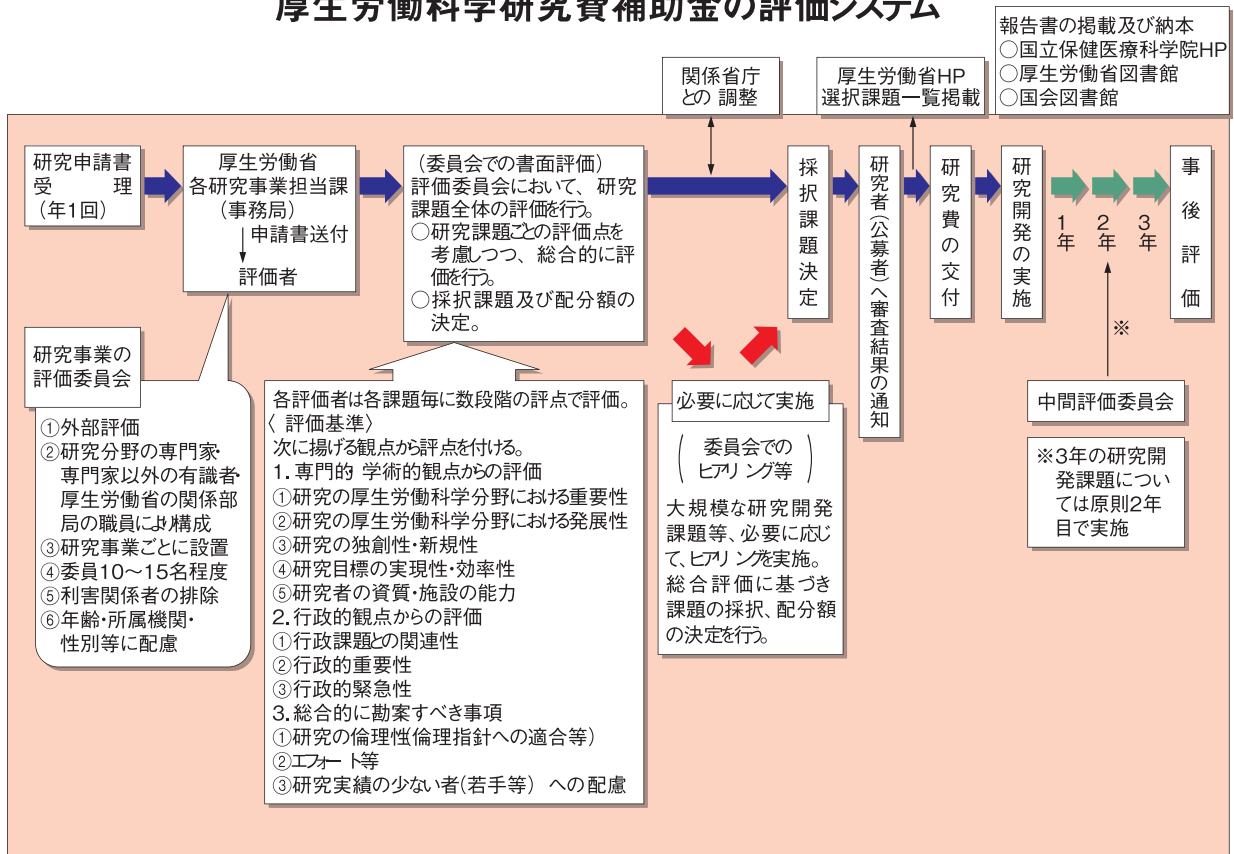 厚生労働科学研究費補助金の評価システム
報告書の掲載及び納本
○国立保健医療科学院HP
○厚生労働省図書館
○国会図書館
関係省庁
との 調整
厚生労働省HP
選択課題一覧掲載
研究申請書
受 理
(年1回)
厚生労働省
各研究事業担当課
(事務局)
申請書送付
評価者
(委員会での書面評価)
評価委員会において、研究
課題全体の評価を行う。
○研究課題ごとの評価点を
考慮しつつ、総合的に評
価を行う。
○採択課題及び配分額の
決定。
採択課題決定
研究者(公募者)へ審査結果の通知
研究費の交付
研究開発の実施
1年
2年
3年
事後評価
※
研究事業の
評価委員会
①外部評価
②研究分野の専門家・
専門家以外の有識者・
厚生労働省の関係部
局の職員により構成
③研究事業ごとに設置
④委員10～15名程度
⑤利害関係者の排除
⑥年齢・所属機関・
性別等に配慮
各評価者は各課題毎に数段階の評点で評価。
〈 評価基準〉
次に揚げる観点から評点を付ける。
1.専門的 学術的観点からの評価
①研究の厚生労働科学分野における重要性
②研究の厚生労働科学分野における発展性
③研究の独創性・新規性
④研究目標の実現性・効率性
⑤研究者の資質・施設の能力
2.行政的観点からの評価
①行政課題との関連性
②行政的重要性
③行政的緊急性
3.総合的に勘案すべき事項
①研究の倫理性(倫理指針への適合等)
②エフォート等
③研究実績の少ない者(若手等) への配慮
必要に応じて実施
(委員会での
ヒアリング等)
大規模な研究開発
課題等、必要に応じ
て、ヒアリングを実施。
総合評価に基づき
課題の採択、配分額
の決定を行う。
中間評価委員会
※3年の研究開
発課題につい
ては原則2年
目で実施